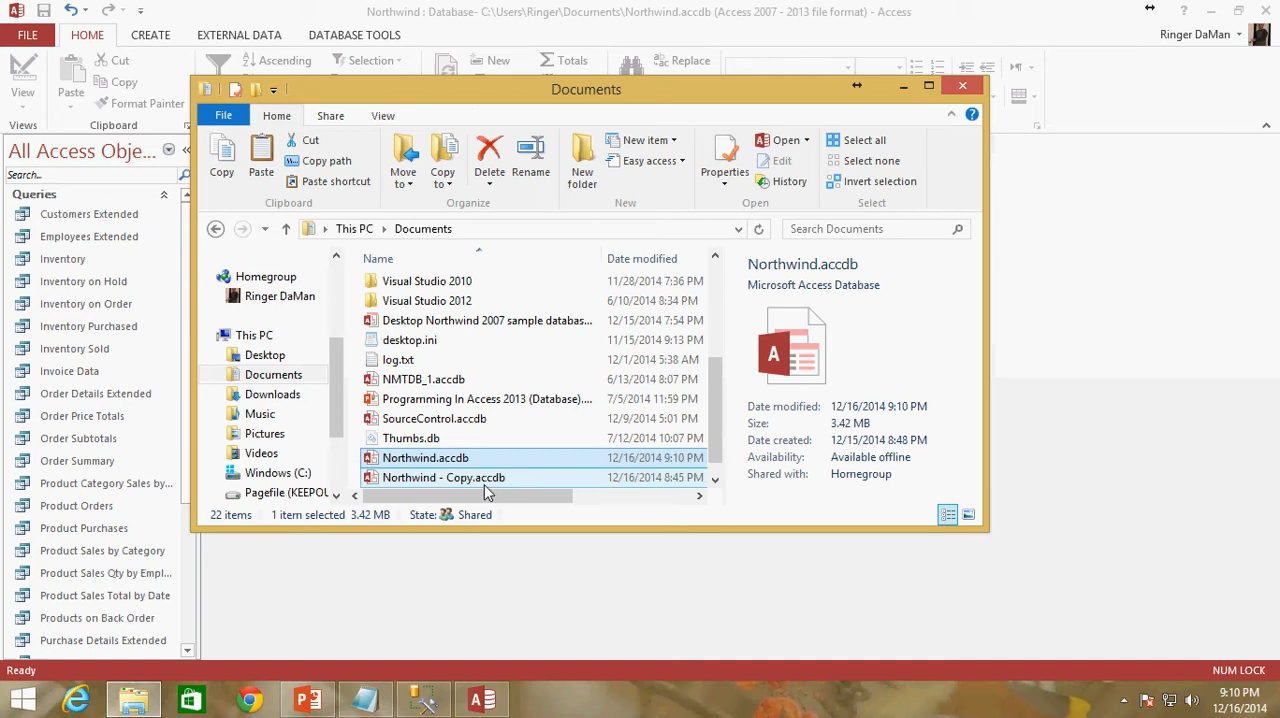 Northwind : Database- C:\Users\Ringer\Documents\Northwind.accdb (Access 2007 - 2013 file format) - Access
FILE HOME CREATE EXTERNAL DATA DATABASE TOOLS Ringer DaMan
View Paste Cut Copy Format Painter Ascending Selection New Totals Replace
Views Clipboard
Documents
File Home Share View
Copy Paste Cut Copy path Paste shortcut Move to Copy to Delete Rename New folder New item Easy access Properties Open Edit History Select all Select none Invert selection
Clipboard Organize New Open Select
This PC Documents Search Documents
All Access Obje...
Search...
Queries
Customers Extended
Employees Extended
Inventory
Inventory on Hold
Inventory on Order
Inventory Purchased
Inventory Sold
Inventory Data
Order Details Extended
Order Price Totals
Order Subtotals
Order Summary
Product Category Sales by...
Product Orders
Product Purchases
Product Sales by Category
Product Sales Qty by Empl...
Product Sales Total by Date
Products on Back Order
Purchase Details Extended
Homegroup
Ringer DaMan
This PC
Desktop
Documents
Downloads
Music
Pictures
Videos
Windows (C:)
Pagefile (KEEPOU
Name Date modified
Visual Studio 2010 11/28/2014 7:36 PM
Visual Studio 2012 6/10/2014 8:34 PM
Desktop Northwind 2007 sample databas... 12/15/2014 7:54 PM
desktop.ini 11/15/2014 9:13 PM
log.txt 12/1/2014 5:38 AM
NMTDB_1.accdb 6/13/2014 8:07 PM
Programming In Access 2013 (Database).... 7/5/2014 11:59 PM
SourceControl.accdb 12/9/2014 5:01 PM
Thumbs.db 7/12/2014 10:07 PM
Northwind.accdb 12/16/2014 9:10 PM
Northwind - Copy.accdb 12/16/2014 8:45 PM
Northwind.accdb
Microsoft Access Database
Date modified: 12/16/2014 9:10 PM
Size: 3.42 MB
Date created: 12/15/2014 8:48 PM
Availability: Available offline
Shared with: Homegroup
22 items 1 item selected 3.42 MB State: Shared
Ready NUM LOCK
9:10 PM
12/16/2014